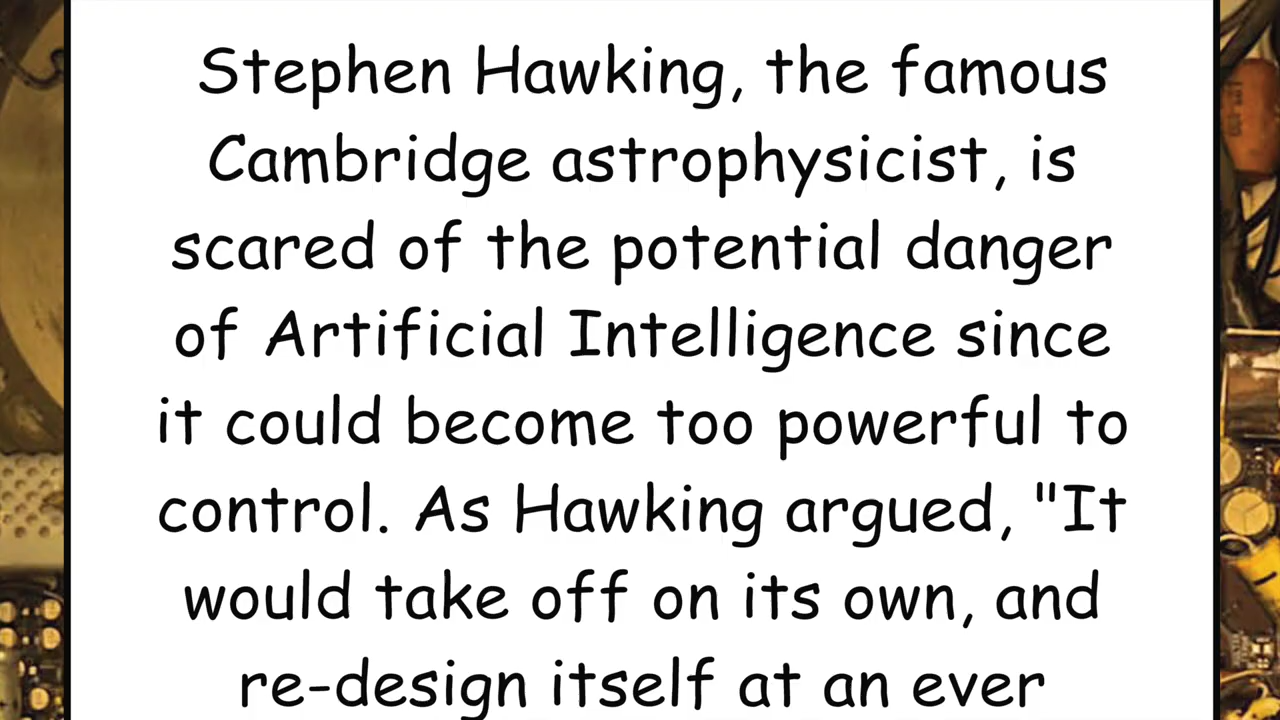 Stephen Hawking, the famous
Cambridge astrophysicist, is
scared of the potential danger
of Artificial Intelligence since
it could become too powerful to
control. As Hawking argued, "It
would take off on its own, and
re-design itself at an ever